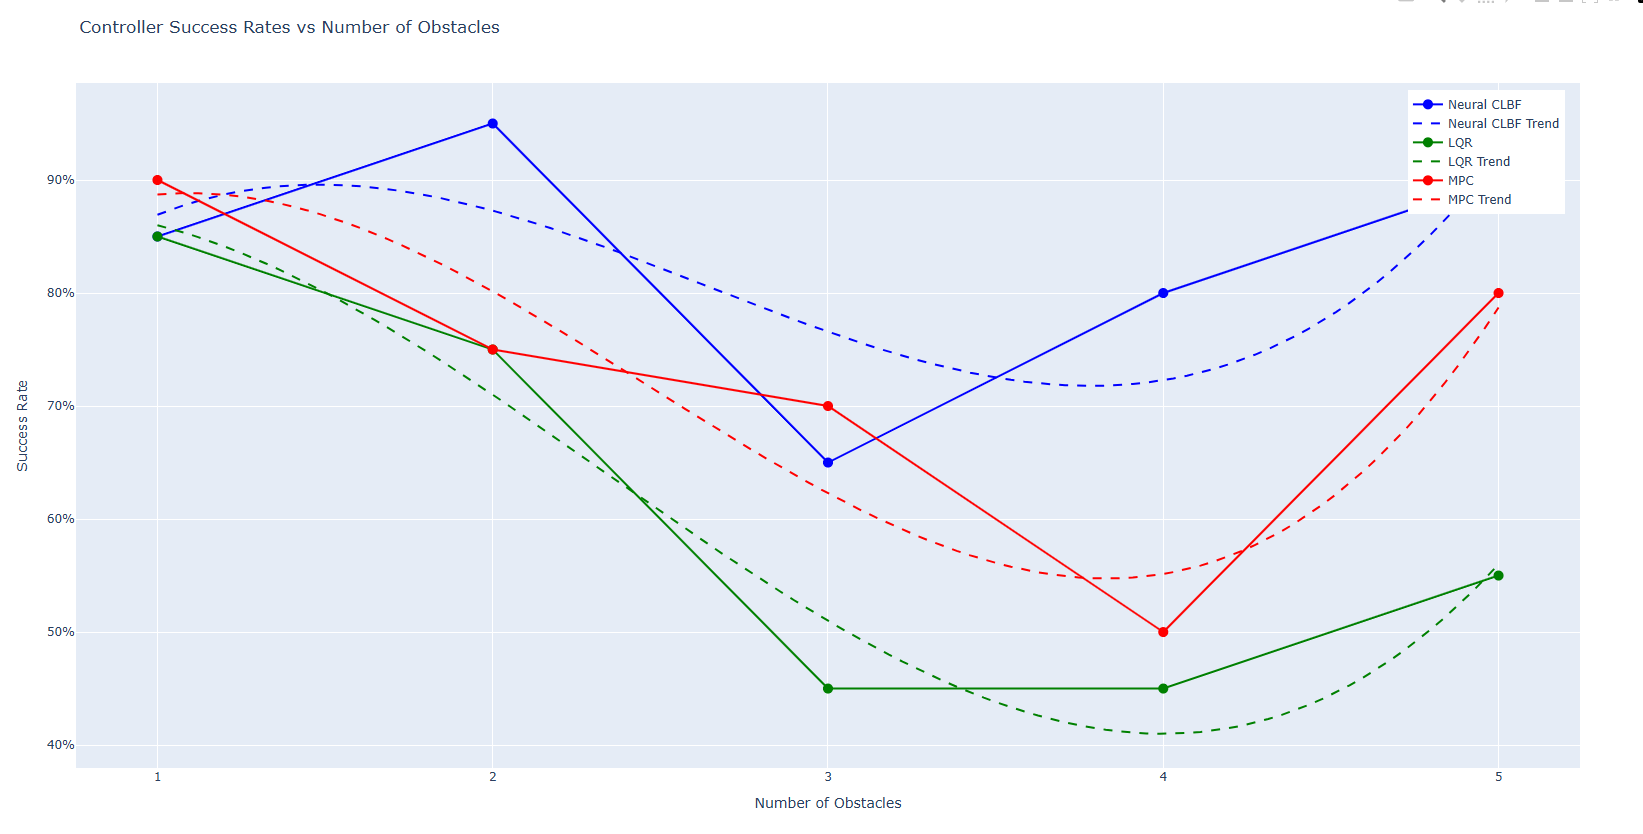 Controller Success Rates vs Number of Obstacles
Neural CLBF
Neural CLBF Trend
LQR
LQR Trend
MPC
MPC Trend
Success Rate
90%
80%
70%
60%
50%
40%
1 2 3 4 5
Number of Obstacles